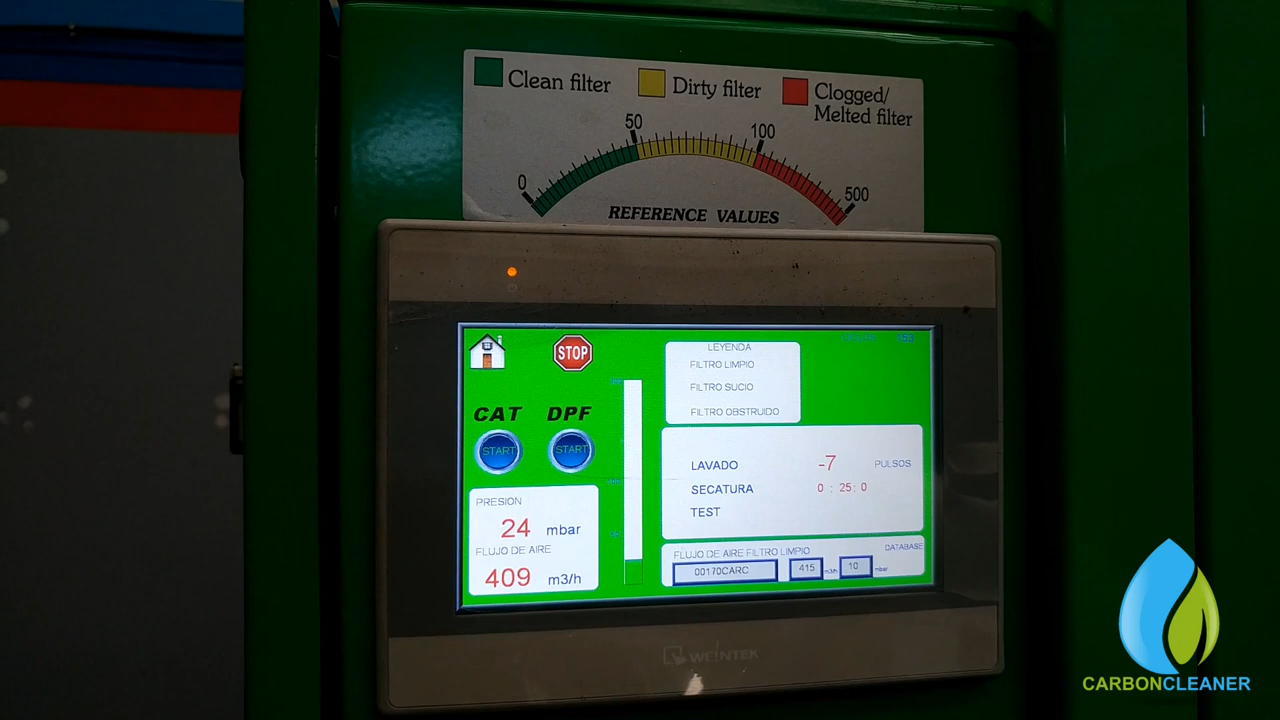 Clean filter
Dirty filter
Clogged/
Melted filter
0
50
100
500
REFERENCE VALUES
STOP
CAT
DPF
START
START
PRESION
24 mbar
FLUJO DE AIRE
409 m3/h
LEYENDA
FILTRO LIMPIO
FILTRO SUCIO
FILTRO OBSTRUIDO
LAVADO -7 PULSOS
SECATURA 0 : 25 : 0
TEST
FLUJO DE AIRE FILTRO LIMPIO
DATABASE
00170CARC 415 m3/h 10 mbar
WEINTEK
CARBONCLEANER